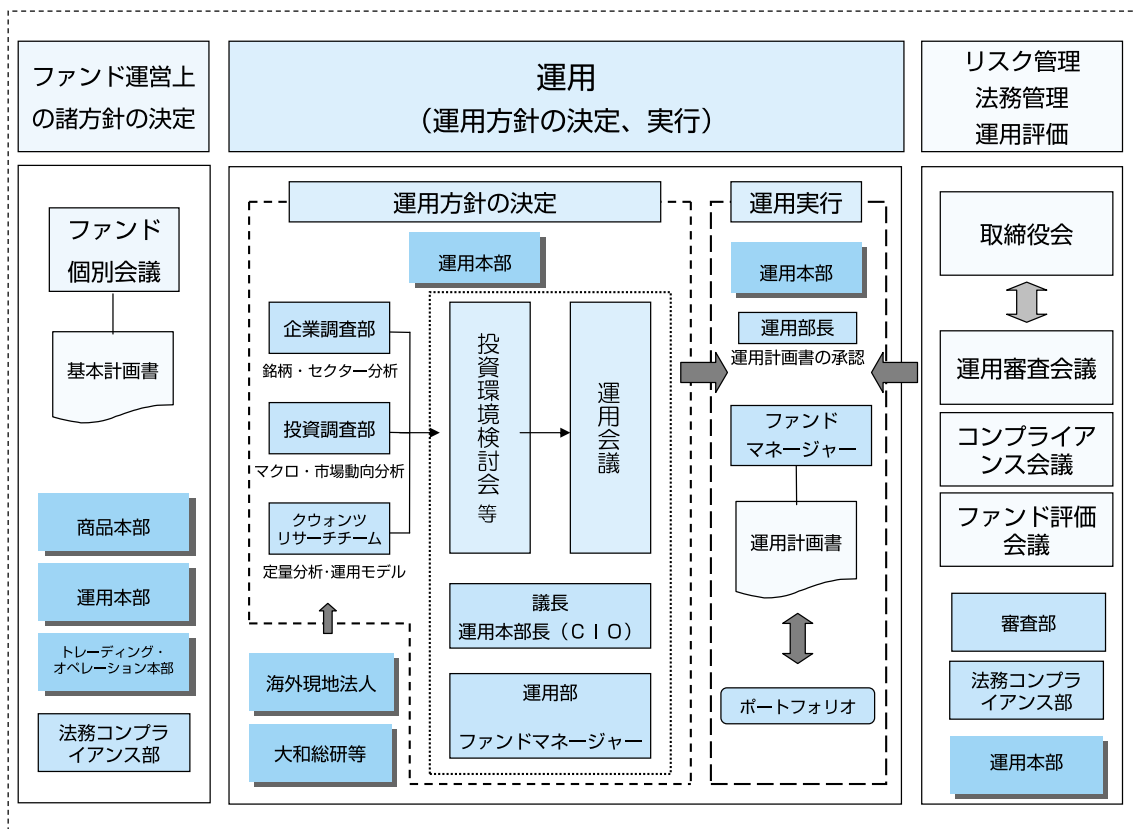 ファンド運営上
の諸方針の決定
運用
（運用方針の決定、実行）
リスク管理
法務管理
運用評価
ファンド
個別会議
基本計画書
商品本部
運用本部
トレーディング・
オペレーション本部
法務コンプラ
イアンス部
運用方針の決定
運用本部
企業調査部
銘柄・セクター分析
投資調査部
マクロ・市場動向分析
クウォンツ
リサーチチーム
定量分析・運用モデル
海外現地法人
大和総研等
投資環境検討会 等
運用会議
議長
運用本部長（ＣＩＯ）
運用部
ファンドマネージャー
運用実行
運用本部
運用部長
運用計画書の承認
ファンド
マネージャー
運用計画書
ポートフォリオ
取締役会
運用審査会議
コンプライア
ンス会議
ファンド評価
会議
審査部
法務コンプラ
イアンス部
運用本部